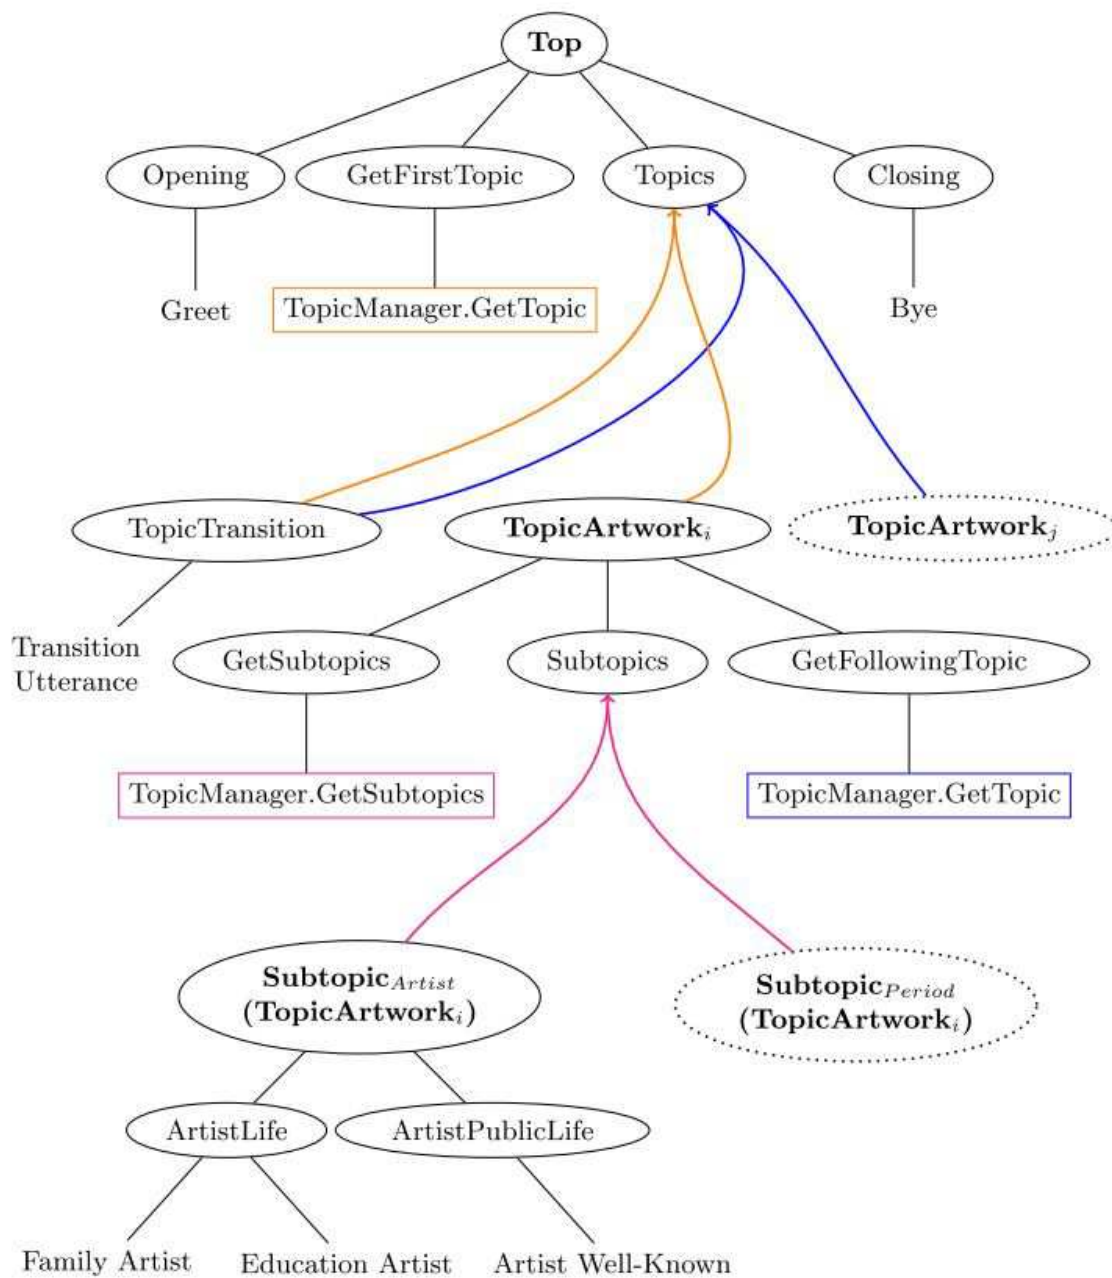 Top
Opening
GetFirstTopic
Topics
Closing
Greet
TopicManager.GetTopic
Bye
TopicTransition
TopicArtwork_i
TopicArtwork_j
Transition
Utterance
GetSubtopics
Subtopics
GetFollowingTopic
TopicManager.GetSubtopics
TopicManager.GetTopic
Subtopic_Artist
(TopicArtwork_i)
Subtopic_Period
(TopicArtwork_i)
ArtistLife
ArtistPublicLife
Family Artist
Education Artist
Artist Well-Known